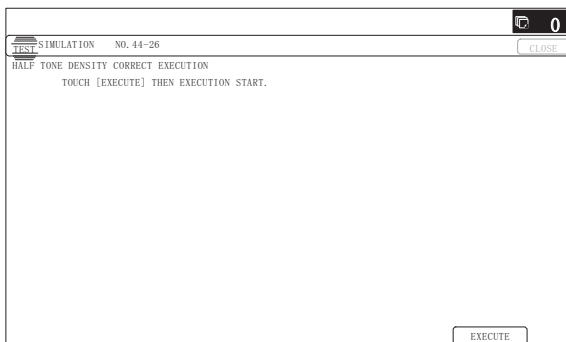 0
TEST SIMULATION NO. 44-26
CLOSE
HALF TONE DENSITY CORRECT EXECUTION
TOUCH [EXECUTE] THEN EXECUTION START.
EXECUTE